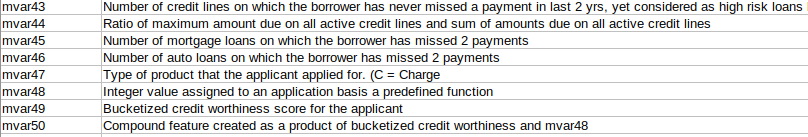 mvar43 Number of credit lines on which the borrower has never missed a payment in last 2 yrs, yet considered as high risk loans
mvar44 Ratio of maximum amount due on all active credit lines and sum of amounts due on all active credit lines
mvar45 Number of mortgage loans on which the borrower has missed 2 payments
mvar46 Number of auto loans on which the borrower has missed 2 payments
mvar47 Type of product that the applicant applied for. (C = Charge
mvar48 Integer value assigned to an application basis a predefined function
mvar49 Bucketized credit worthiness score for the applicant
mvar50 Compound feature created as a product of bucketized credit worthiness and mvar48